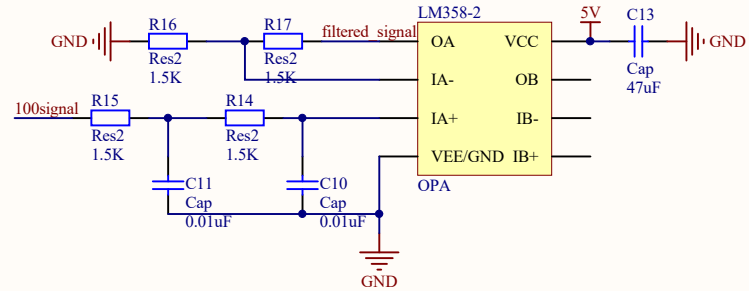 LM358-2
5V
C13
R16
R17
filtered_signal
GND
OA
VCC
GND
Res2
Res2
Cap
1.5K
1.5K
IA-
OB
47uF
100signal
R15
R14
IA+
IB-
Res2
Res2
1.5K
1.5K
VEE/GND
IB+
C11
C10
OPA
Cap
Cap
0.01uF
0.01uF
GND